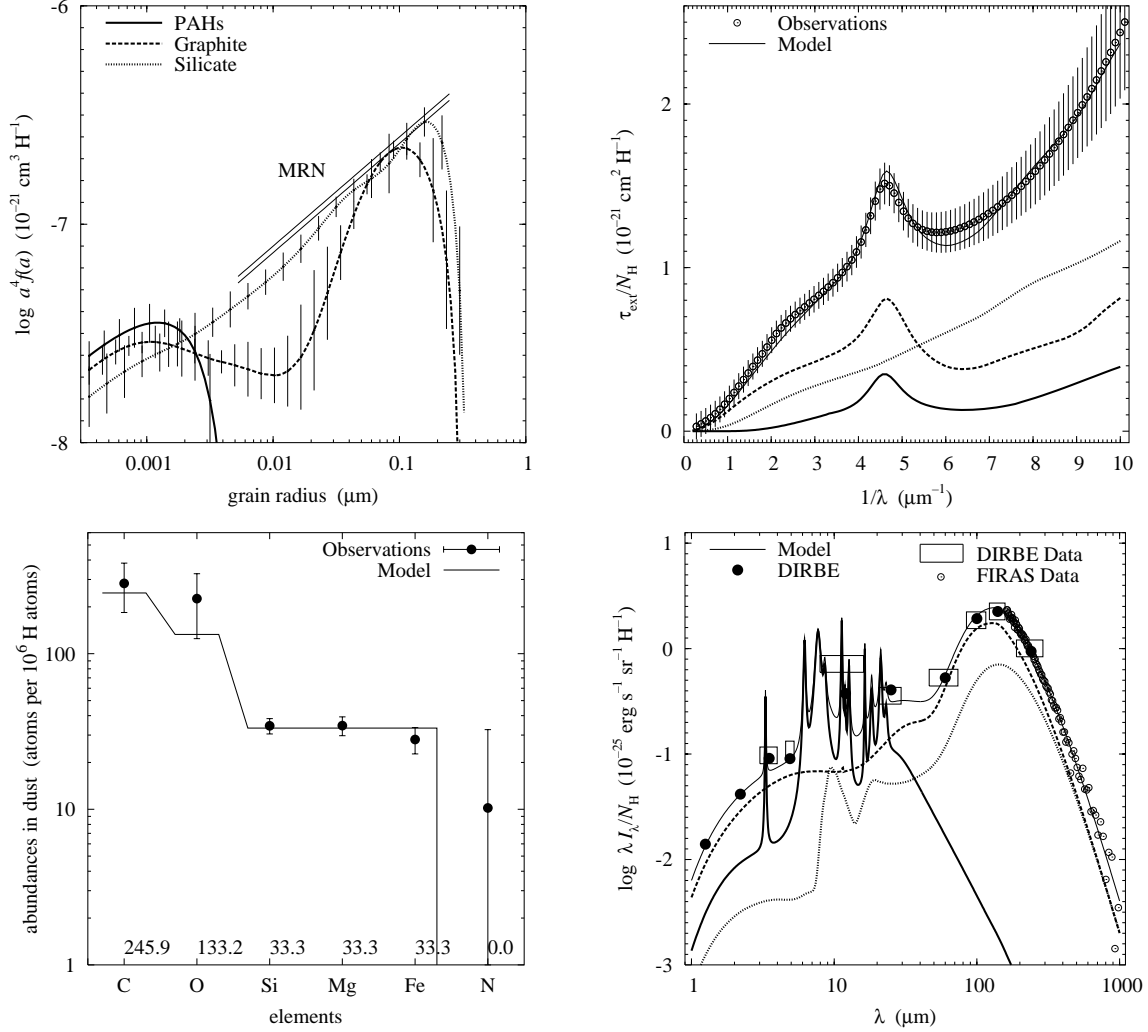 -6
PAHs
Graphite
Silicate
MRN
-7
-8
log a⁴f(a) (10⁻²¹ cm³ H⁻¹)
0.001 0.01 0.1 1
grain radius (μm)
Observations
Model
2
1
0
τext/NH (10⁻²¹ cm² H⁻¹)
0 1 2 3 4 5 6 7 8 9 10
1/λ (μm⁻¹)
Observations
Model
100
10
1
abundances in dust (atoms per 10⁶ H atoms)
245.9 133.2 33.3 33.3 33.3 0.0
C O Si Mg Fe N
elements
1
Model
DIRBE
DIRBE Data
FIRAS Data
0
-1
-2
-3
log λ Iλ/NH (10⁻²⁵ erg s⁻¹ sr⁻¹ H⁻¹)
1 10 100 1000
λ (μm)